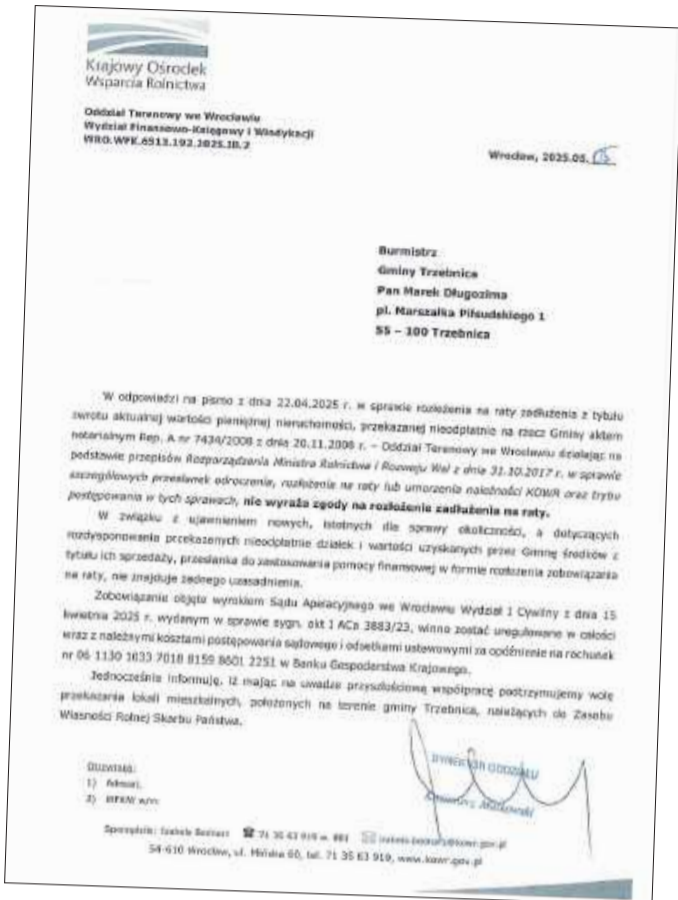 Krajowy Ośrodek
Wsparcia Rolnictwa
Oddział Terenowy we Wrocławiu
Wydział Finansowo-Księgowy i Windykacji
WRO.WFK.6513.192.2025.IB.2
Wrocław, 2025.05.
Burmistrz
Gminy Trzebnica
Pan Marek Długozima
pl. Marszałka Piłsudskiego 1
55 – 100 Trzebnica
W odpowiedzi na pismo z dnia 22.04.2025 r. w sprawie rozłożenia na raty zadłużenia z tytułu
zwrotu aktualnej wartości pieniężnej nieruchomości, przekazanej nieodpłatnie na rzecz Gminy aktem
notarialnym Rep. A nr 7434/2008 z dnia 20.11.2008 r. – Oddział Terenowy we Wrocławiu działając na
podstawie przepisów Rozporządzenia Ministra Rolnictwa i Rozwoju Wsi z dnia 31.10.2017 r. w sprawie
szczegółowych przesłanek odroczenia, rozłożenia na raty lub umorzenia należności KOWR oraz trybu
postępowania w tych sprawach, nie wyraża zgody na rozłożenie zadłużenia na raty.
W związku z ujawnieniem nowych, istotnych dla sprawy okoliczności, a dotyczących
rozdysponowania przekazanych nieodpłatnie działek i wartości uzyskanych przez Gminę środków z
tytułu ich sprzedaży, przesłanka do zastosowania pomocy finansowej w formie rozłożenia zobowiązania
na raty, nie znajduje żadnego uzasadnienia.
Zobowiązanie objęte wyrokiem Sądu Apelacyjnego we Wrocławiu Wydział I Cywilny z dnia 15
kwietnia 2025 r. wydanym w sprawie sygn. akt I ACa 3883/23, winno zostać uregulowane w całości
wraz z należnymi kosztami postępowania sądowego i odsetkami ustawowymi za opóźnienie na rachunek
nr 06 1130 1033 7018 8159 8601 2251 w Banku Gospodarstwa Krajowego.
Jednocześnie informuję, iż mając na uwadze przyszłościową współpracę podtrzymujemy wolę
przekazania lokali mieszkalnych, położonych na terenie gminy Trzebnica, należących do Zasobu
Własności Rolnej Skarbu Państwa.
DYREKTOR ODDZIAŁU
Otrzymują:
1) Adresat,
2)
Sporządziła: Izabela 71 35 63 919 w.
54-610 Wrocław, ul. Mińska 60, tel. 71 35 63 919, www.kowr.gov.pl